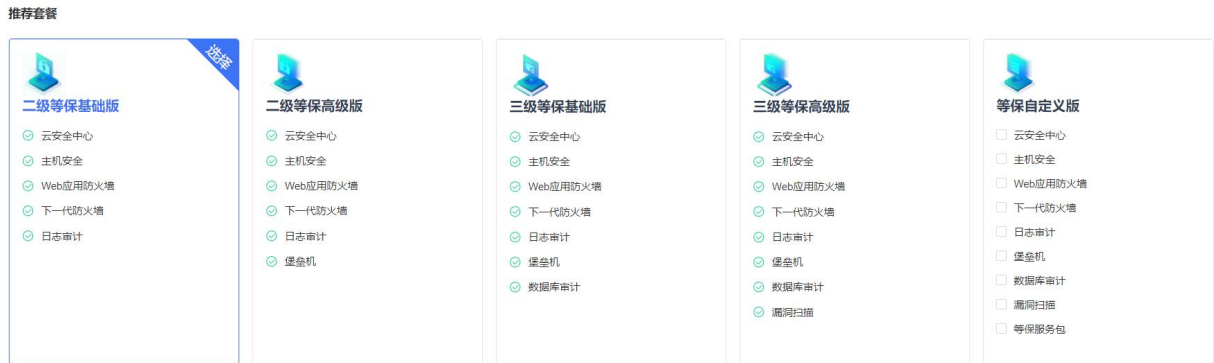 推荐套餐
选择
二级等保基础版
云安全中心
主机安全
Web应用防火墙
下一代防火墙
日志审计
二级等保高级版
云安全中心
主机安全
Web应用防火墙
下一代防火墙
日志审计
堡垒机
三级等保基础版
云安全中心
主机安全
Web应用防火墙
下一代防火墙
日志审计
堡垒机
数据库审计
三级等保高级版
云安全中心
主机安全
Web应用防火墙
下一代防火墙
日志审计
堡垒机
数据库审计
漏洞扫描
等保自定义版
云安全中心
主机安全
Web应用防火墙
下一代防火墙
日志审计
堡垒机
数据库审计
漏洞扫描
等保服务包